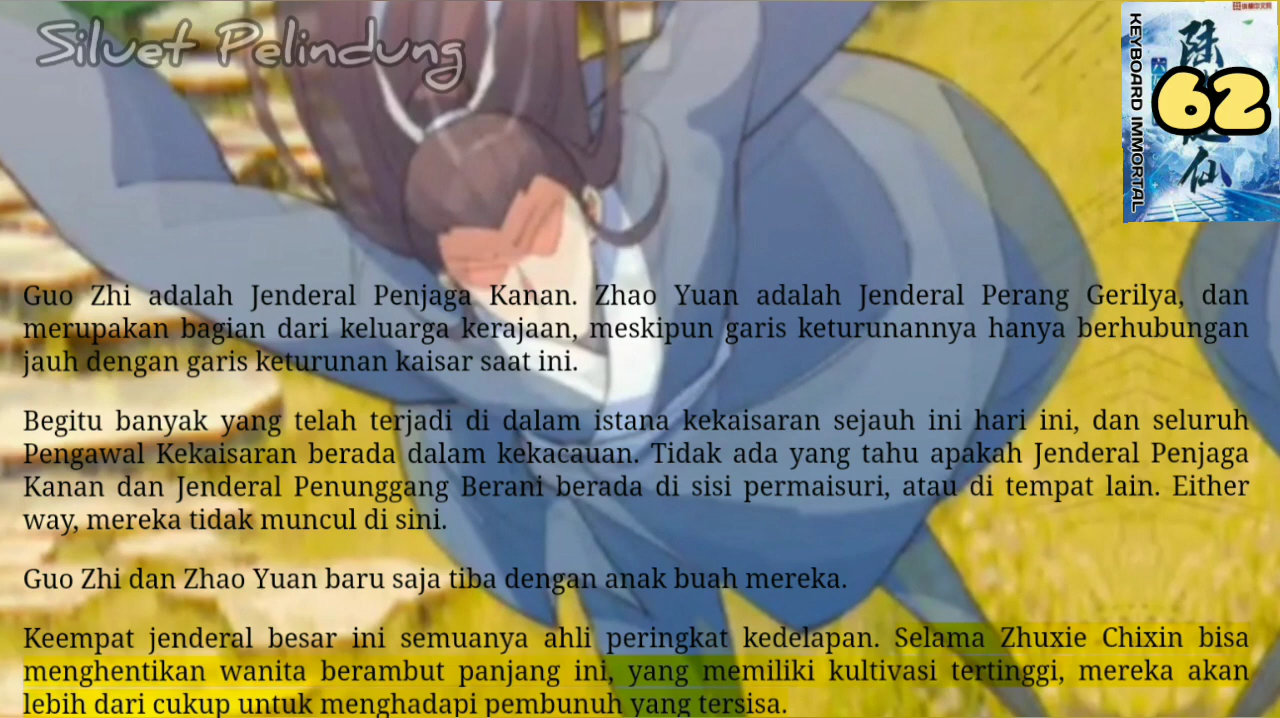 Siluet Pelindung
KEYBOARD IMMORTAL
62
仙
Guo Zhi adalah Jenderal Penjaga Kanan. Zhao Yuan adalah Jenderal Perang Gerilya, dan
merupakan bagian dari keluarga kerajaan, meskipun garis keturunannya hanya berhubungan
jauh dengan garis keturunan kaisar saat ini.
Begitu banyak yang telah terjadi di dalam istana kekaisaran sejauh ini hari ini, dan seluruh
Pengawal Kekaisaran berada dalam kekacauan. Tidak ada yang tahu apakah Jenderal Penjaga
Kanan dan Jenderal Penunggang Berani berada di sisi permaisuri, atau di tempat lain. Either
way, mereka tidak muncul di sini.
Guo Zhi dan Zhao Yuan baru saja tiba dengan anak buah mereka.
Keempat jenderal besar ini semuanya ahli peringkat kedelapan. Selama Zhuxie Chixin bisa
menghentikan wanita berambut panjang ini, yang memiliki kultivasi tertinggi, mereka akan
lebih dari cukup untuk menghadapi pembunuh yang tersisa.